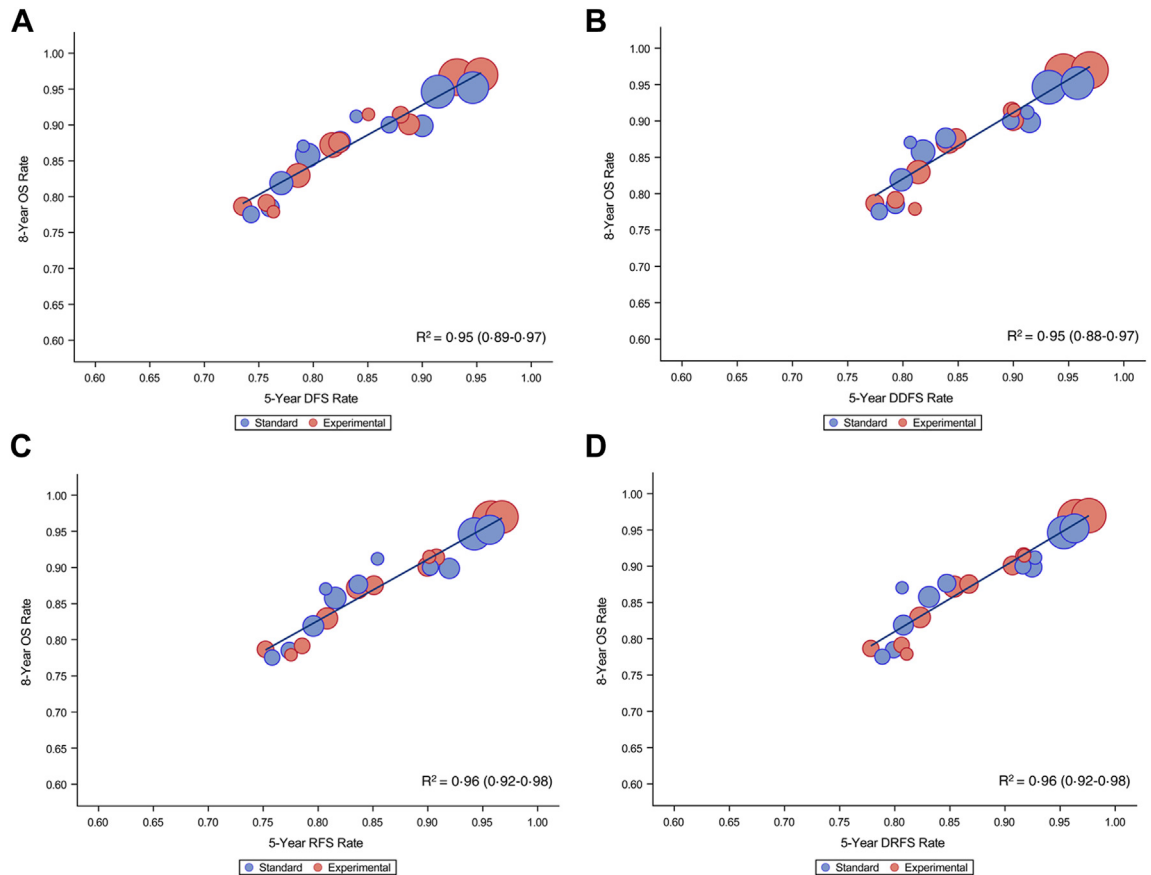 A
1.00
0.95
0.90
0.85
0.80
0.75
0.70
0.65
0.60
8-Year OS Rate
R² = 0·95 (0·89-0·97)
0.60 0.65 0.70 0.75 0.80 0.85 0.90 0.95 1.00
5-Year DFS Rate
Standard Experimental
B
1.00
0.95
0.90
0.85
0.80
0.75
0.70
0.65
0.60
8-Year OS Rate
R² = 0·95 (0·88-0·97)
0.60 0.65 0.70 0.75 0.80 0.85 0.90 0.95 1.00
5-Year DDFS Rate
Standard Experimental
C
1.00
0.95
0.90
0.85
0.80
0.75
0.70
0.65
0.60
8-Year OS Rate
R² = 0·96 (0·92-0·98)
0.60 0.65 0.70 0.75 0.80 0.85 0.90 0.95 1.00
5-Year RFS Rate
Standard Experimental
D
1.00
0.95
0.90
0.85
0.80
0.75
0.70
0.65
0.60
8-Year OS Rate
R² = 0·96 (0·92-0·98)
0.60 0.65 0.70 0.75 0.80 0.85 0.90 0.95 1.00
5-Year DRFS Rate
Standard Experimental